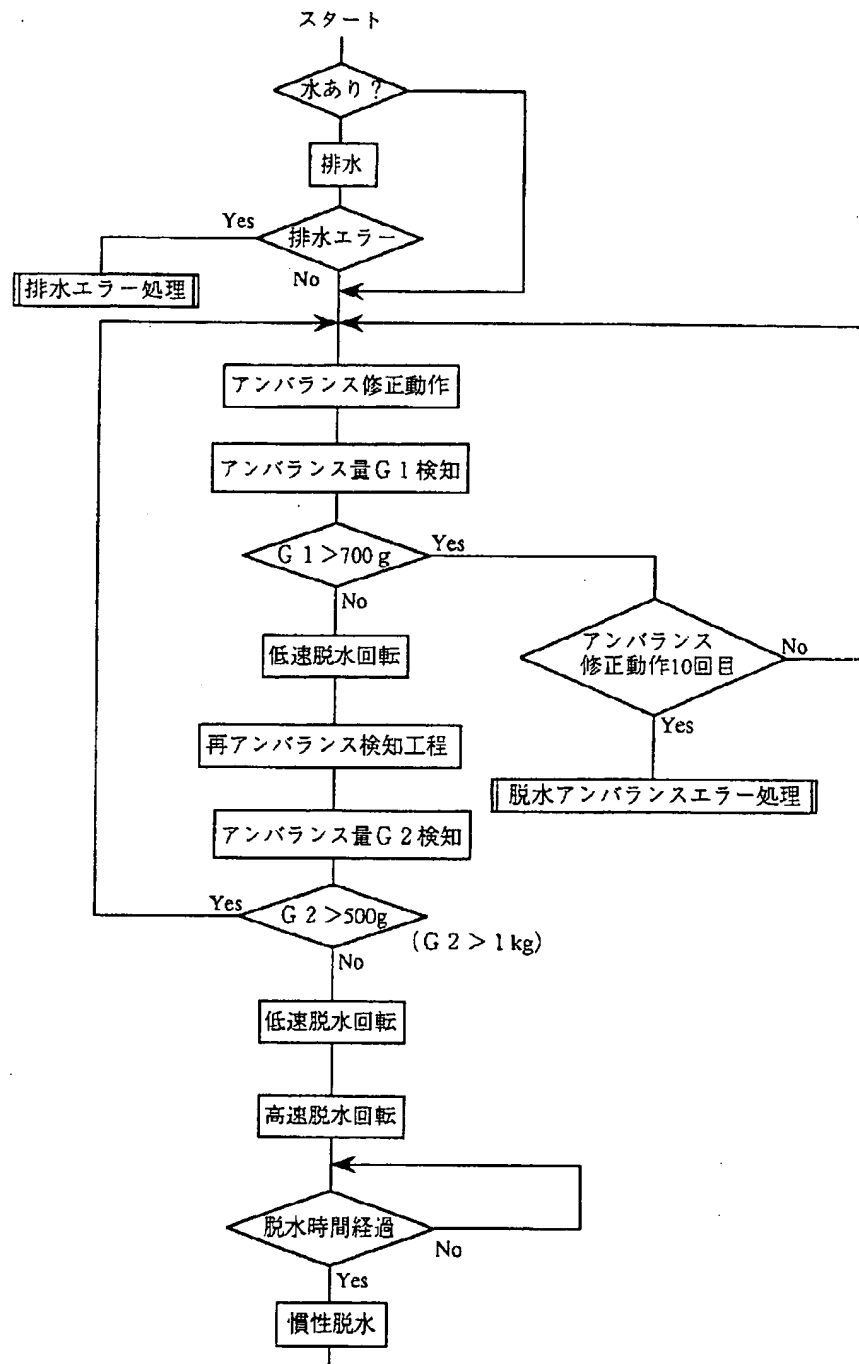 スタート
水あり?
排水
Yes
排水エラー
No
排水エラー処理
アンバランス修正動作
アンバランス量G1検知
G1>700g
Yes
No
アンバランス
修正動作10回目
No
Yes
低速脱水回転
再アンバランス検知工程
脱水アンバランスエラー処理
アンバランス量G2検知
Yes
G2>500g
(G2>1kg)
No
低速脱水回転
高速脱水回転
脱水時間経過
No
Yes
慣性脱水